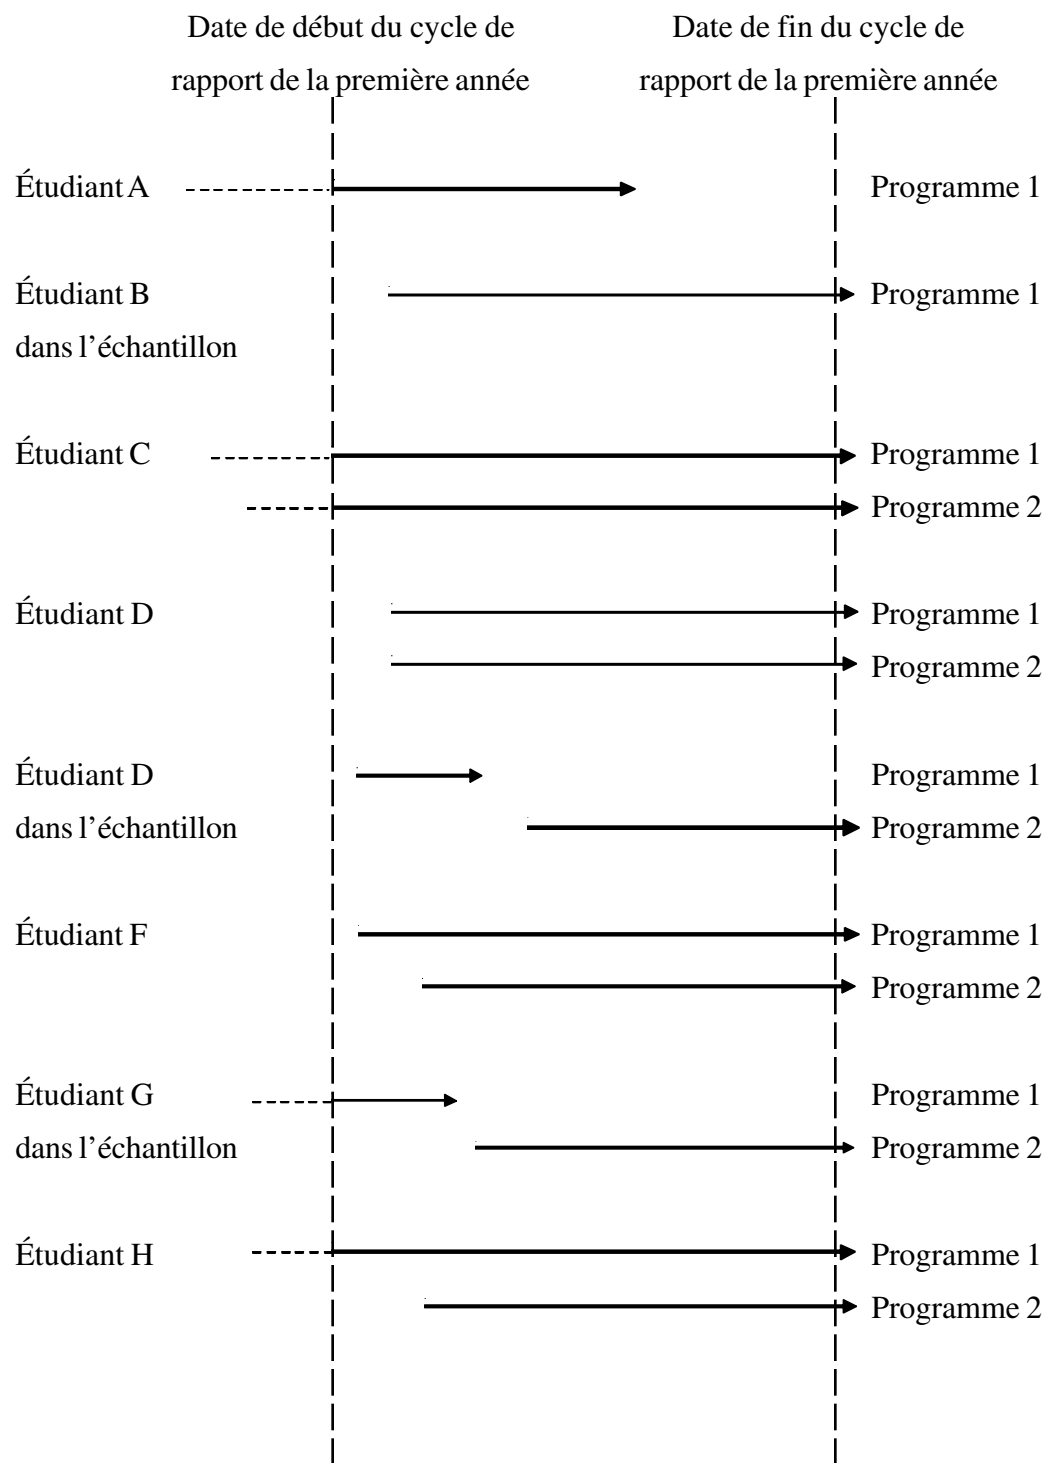 Date de début du cycle de
rapport de la première année
Date de fin du cycle de
rapport de la première année
Étudiant A Programme 1
Étudiant B Programme 1
dans l’échantillon
Étudiant C Programme 1
Programme 2
Étudiant D Programme 1
Programme 2
Étudiant D Programme 1
dans l’échantillon Programme 2
Étudiant F Programme 1
Programme 2
Étudiant G Programme 1
dans l’échantillon Programme 2
Étudiant H Programme 1
Programme 2